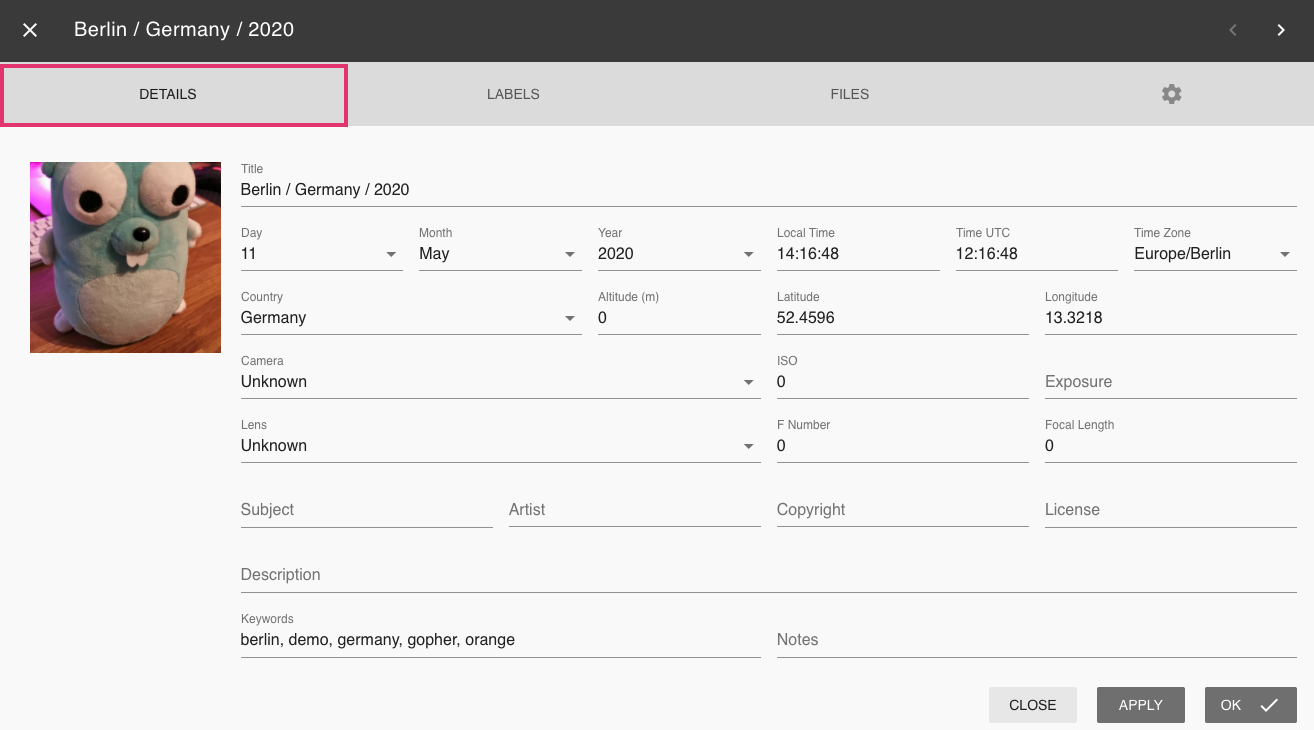 Berlin / Germany / 2020
DETAILS LABELS FILES
Title
Berlin / Germany / 2020
Day Month Year Local Time Time UTC Time Zone
11 May 2020 14:16:48 12:16:48 Europe/Berlin
Country Altitude (m) Latitude Longitude
Germany 0 52.4596 13.3218
Camera ISO
Unknown 0 Exposure
Lens F Number Focal Length
Unknown 0 0
Subject Artist Copyright License
Description
Keywords
berlin, demo, germany, gopher, orange Notes
CLOSE APPLY OK